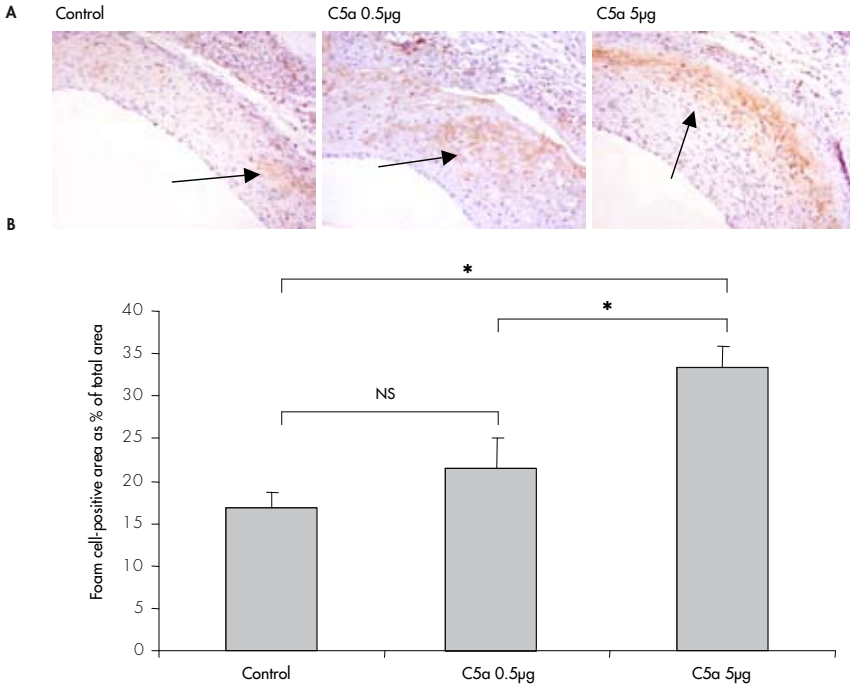 A
Control
C5a 0.5µg
C5a 5µg
B
*
*
NS
Foam cell-positive area as % of total area
40
35
30
25
20
15
10
5
0
Control
C5a 0.5µg
C5a 5µg